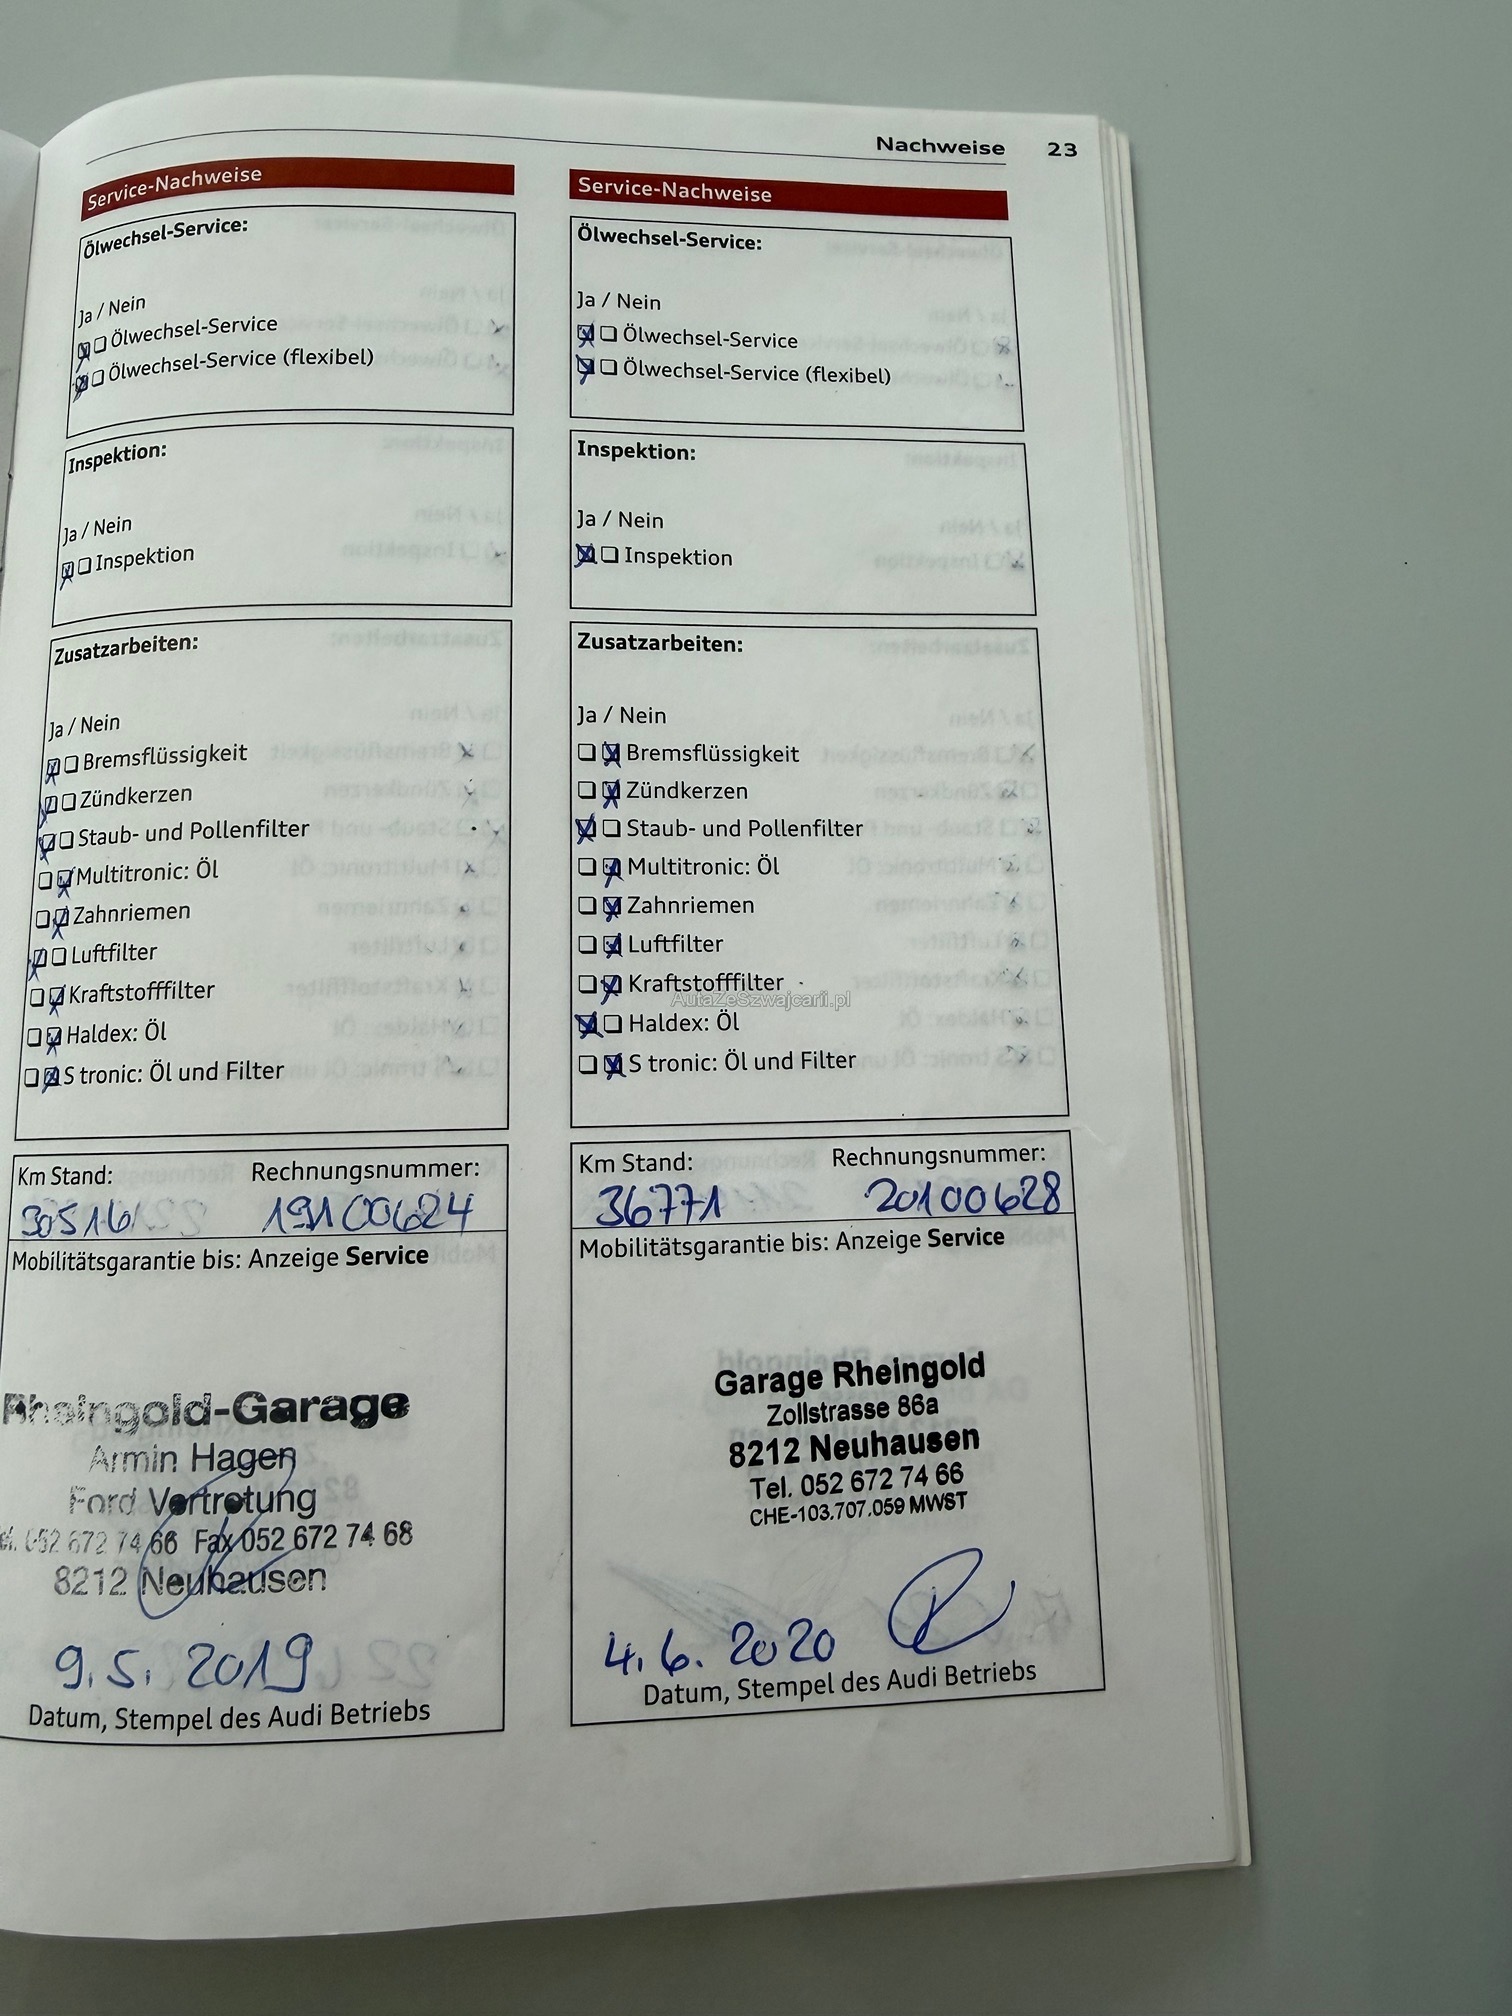 Nachweise 23
Service-Nachweise
Ölwechsel-Service:
Ja / Nein
Ölwechsel-Service
Ölwechsel-Service (flexibel)
Inspektion:
Ja / Nein
Inspektion
Zusatzarbeiten:
Ja / Nein
Bremsflüssigkeit
Zündkerzen
Staub- und Pollenfilter
Multitronic: Öl
Zahnriemen
Luftfilter
Kraftstofffilter
Haldex: Öl
S tronic: Öl und Filter
Km Stand: Rechnungsnummer:
30516 19100624
Mobilitätsgarantie bis: Anzeige Service
Rheingold-Garage
Armin Hagen
Ford Vertretung
Tel. 052 672 74 66 Fax 052 672 74 68
8212 Neuhausen
9.5.2019
Datum, Stempel des Audi Betriebs
Service-Nachweise
Ölwechsel-Service:
Ja / Nein
Ölwechsel-Service
Ölwechsel-Service (flexibel)
Inspektion:
Ja / Nein
Inspektion
Zusatzarbeiten:
Ja / Nein
Bremsflüssigkeit
Zündkerzen
Staub- und Pollenfilter
Multitronic: Öl
Zahnriemen
Luftfilter
Kraftstofffilter
AutaZeSzwajcarii.pl
Haldex: Öl
S tronic: Öl und Filter
Km Stand: Rechnungsnummer:
36771 20100628
Mobilitätsgarantie bis: Anzeige Service
Garage Rheingold
Zollstrasse 86a
8212 Neuhausen
Tel. 052 672 74 66
CHE-103.707.059 MWST
4.6.2020
Datum, Stempel des Audi Betriebs